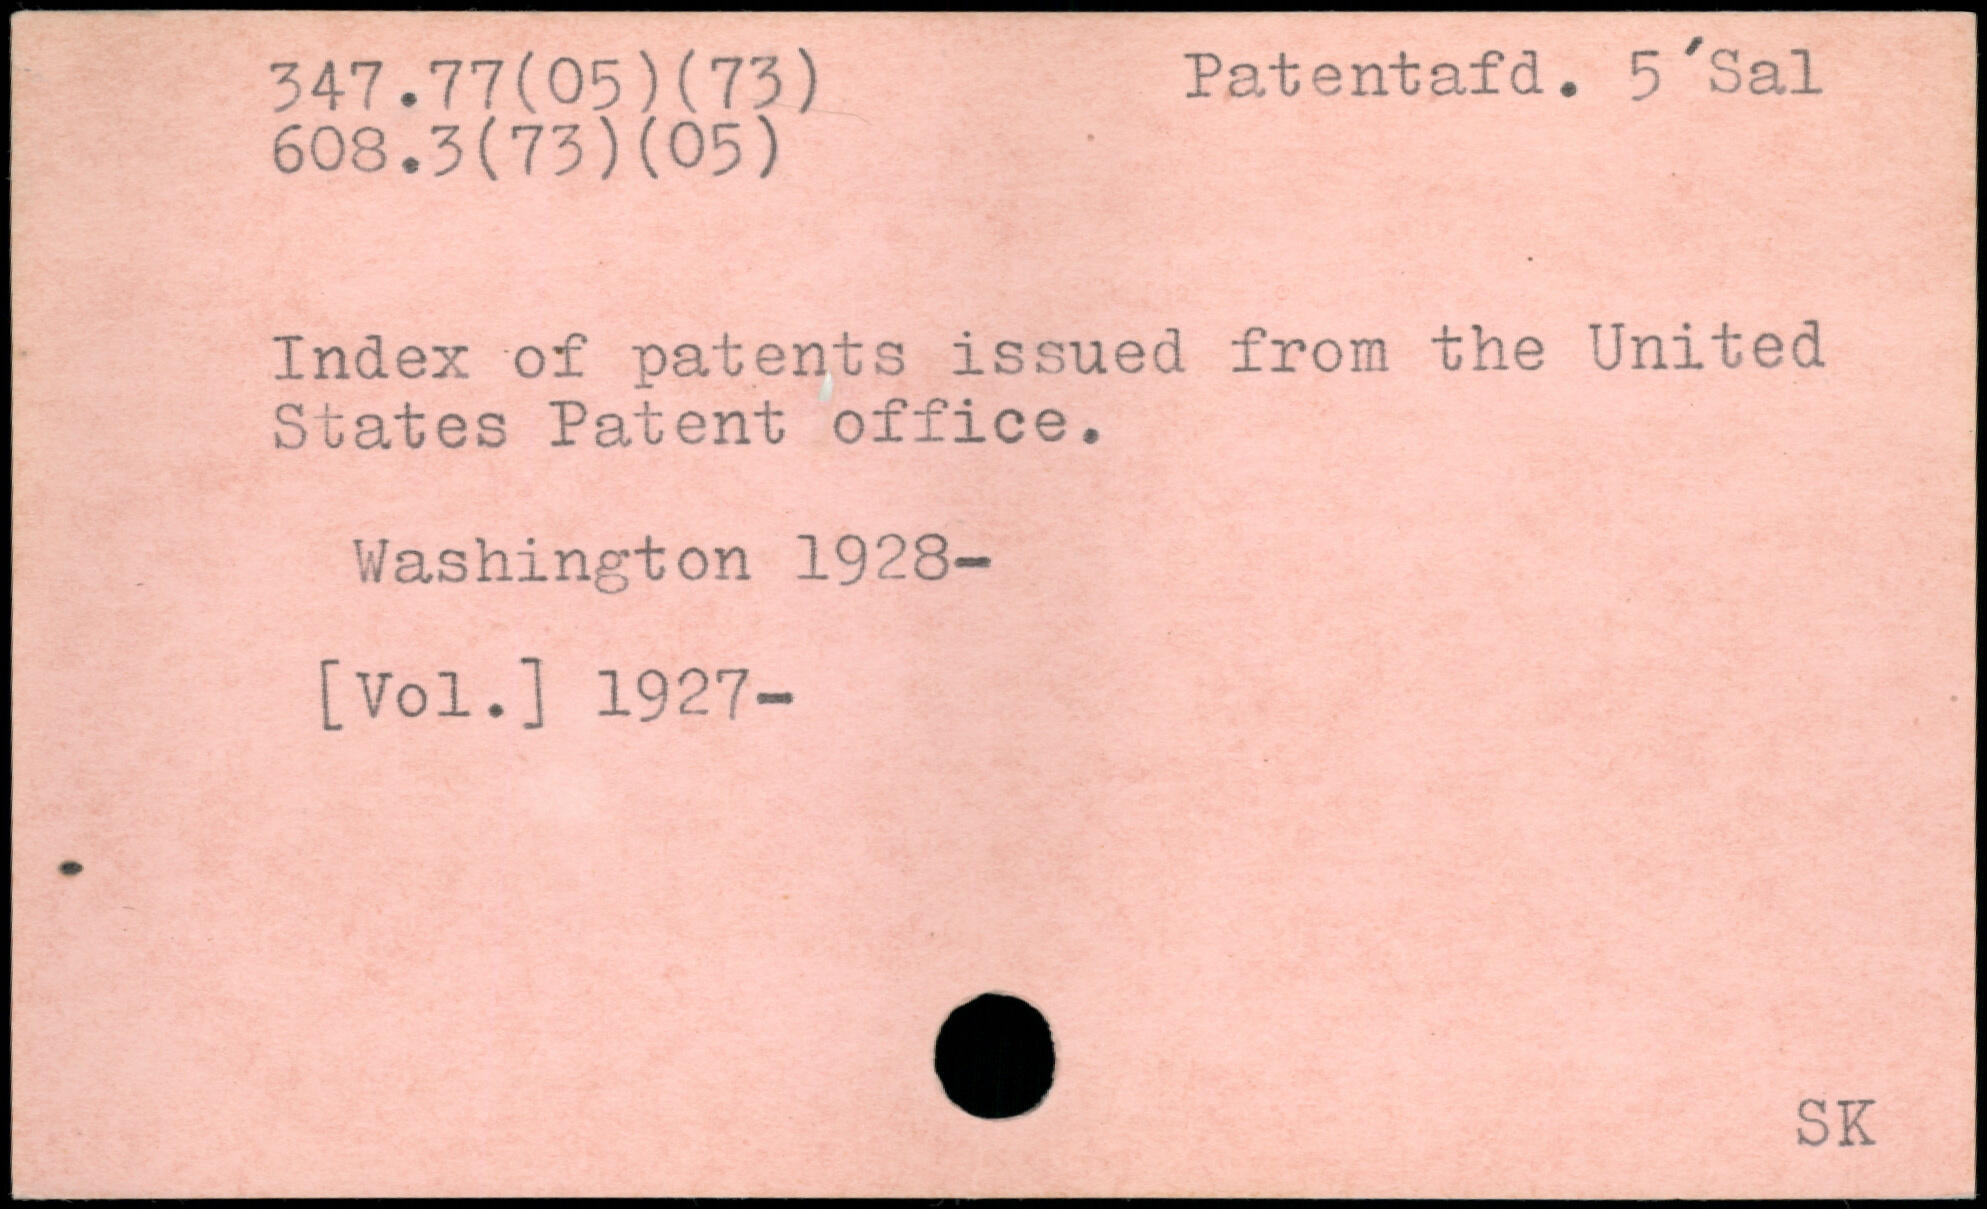 347.77(05)(73) Patentafd. 5´Sal
608.3(73)(05)
Index of patents issued from the United
States Patent office.
Washington 1928-
[Vol.] 1927-
SK